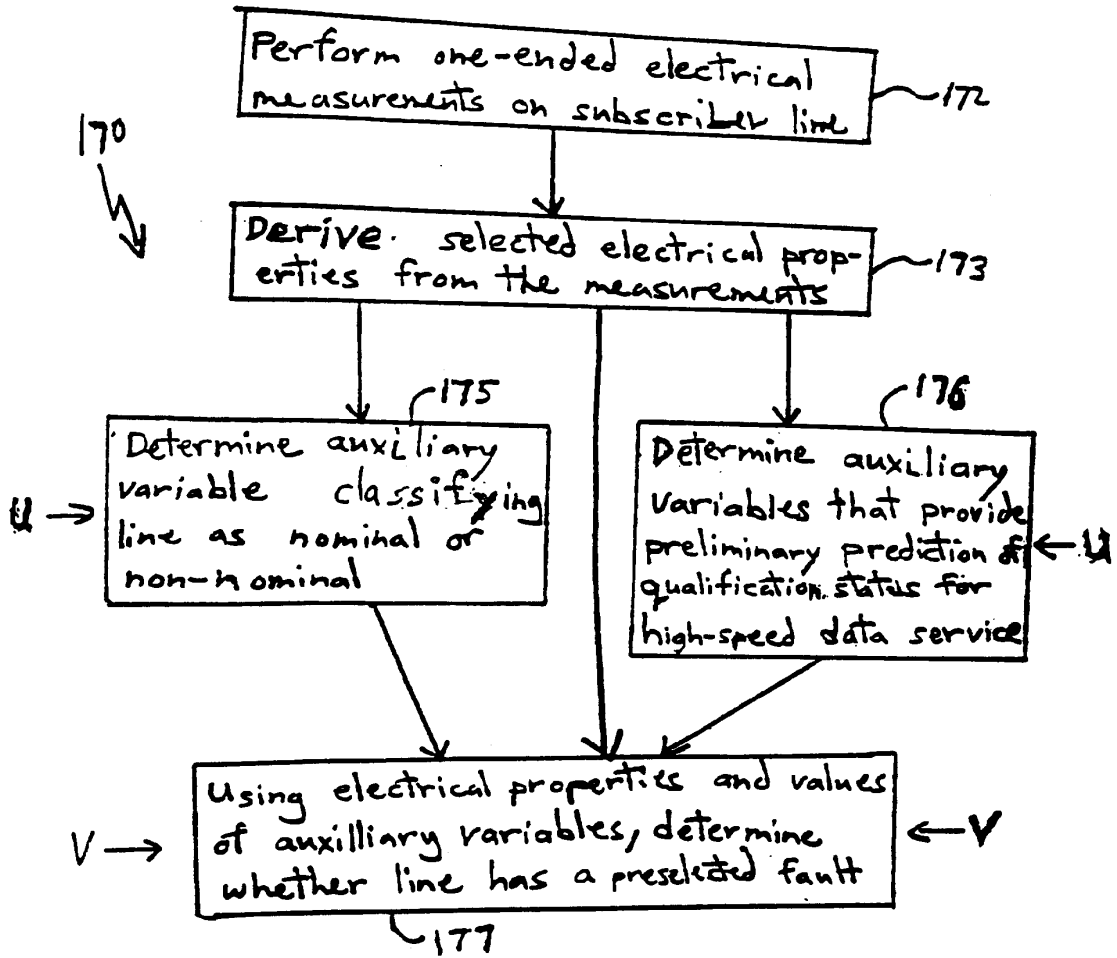 Perform one-ended electrical
measurements on subscriber line
172
170
Derive selected electrical prop-
erties from the measurements
173
175
Determine auxiliary
variable classifying
line as nominal or
non-nominal
U
176
Determine auxiliary
variables that provide
preliminary prediction of
qualification status for
high-speed data service
U
Using electrical properties and values
of auxilliary variables, determine
whether line has a preselected fault
V
V
177